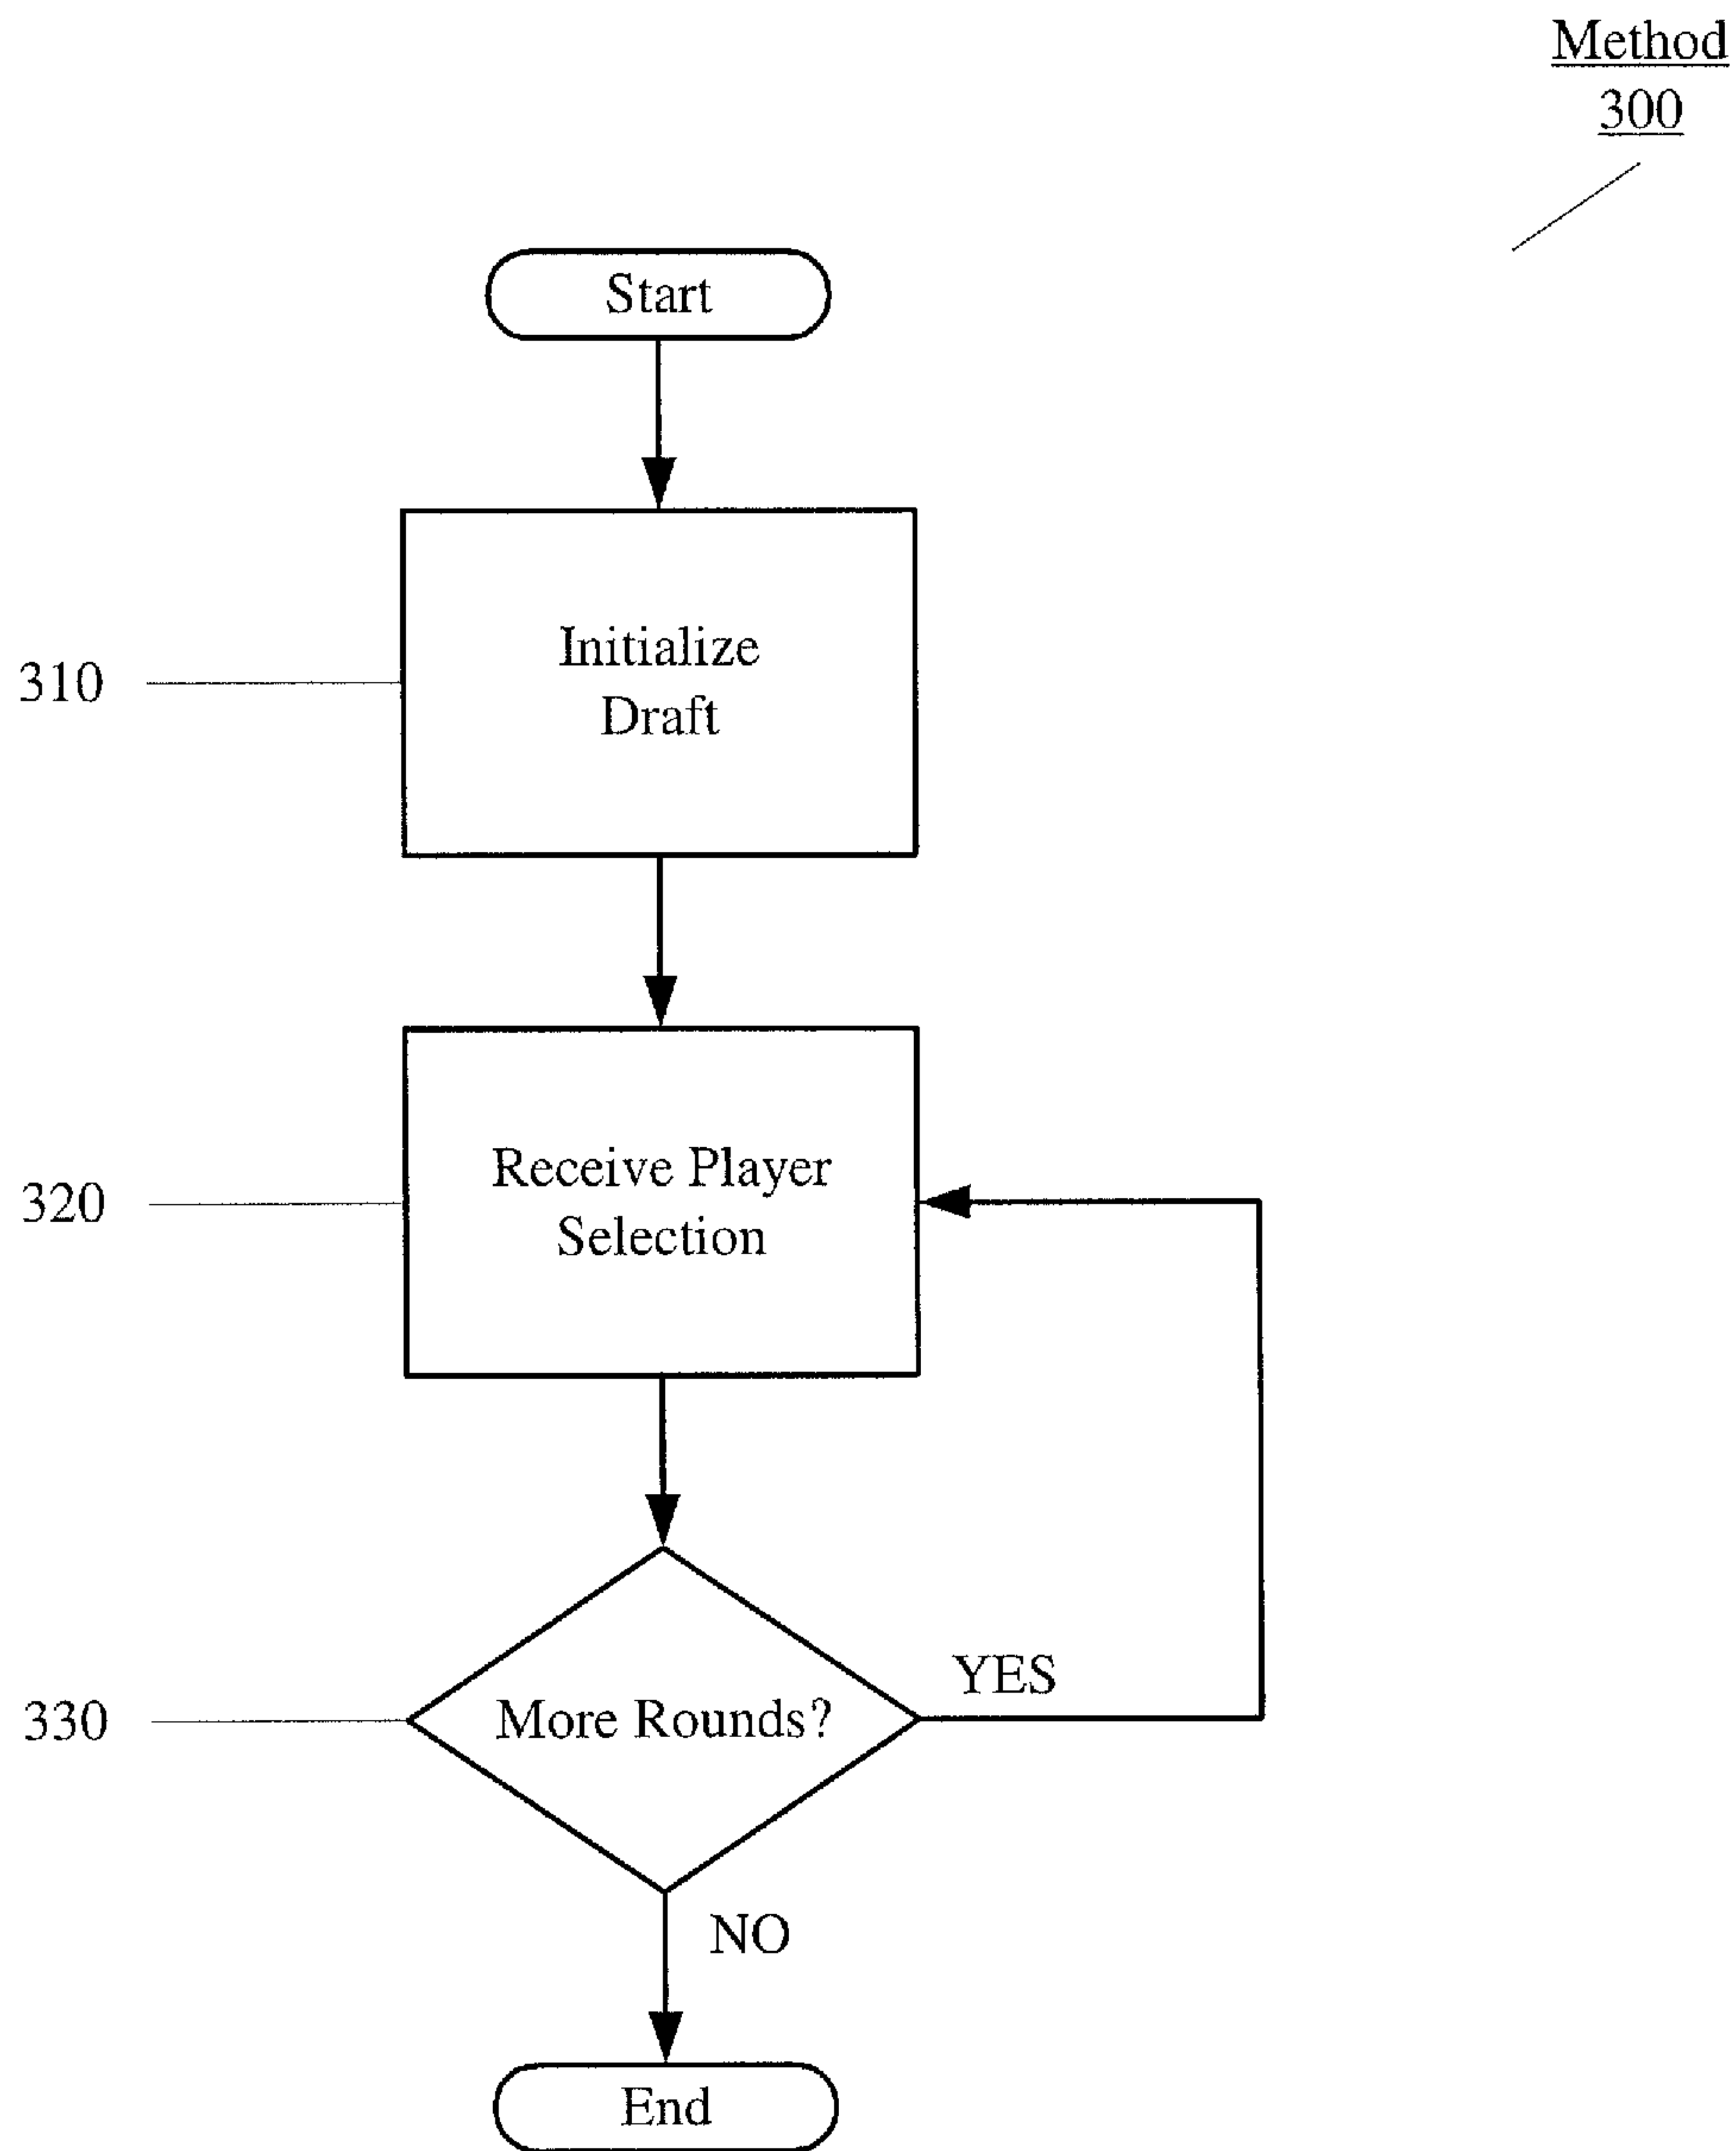 Method
300
Start
310
Initialize
Draft
320
Receive Player
Selection
330
More Rounds?
YES
NO
End